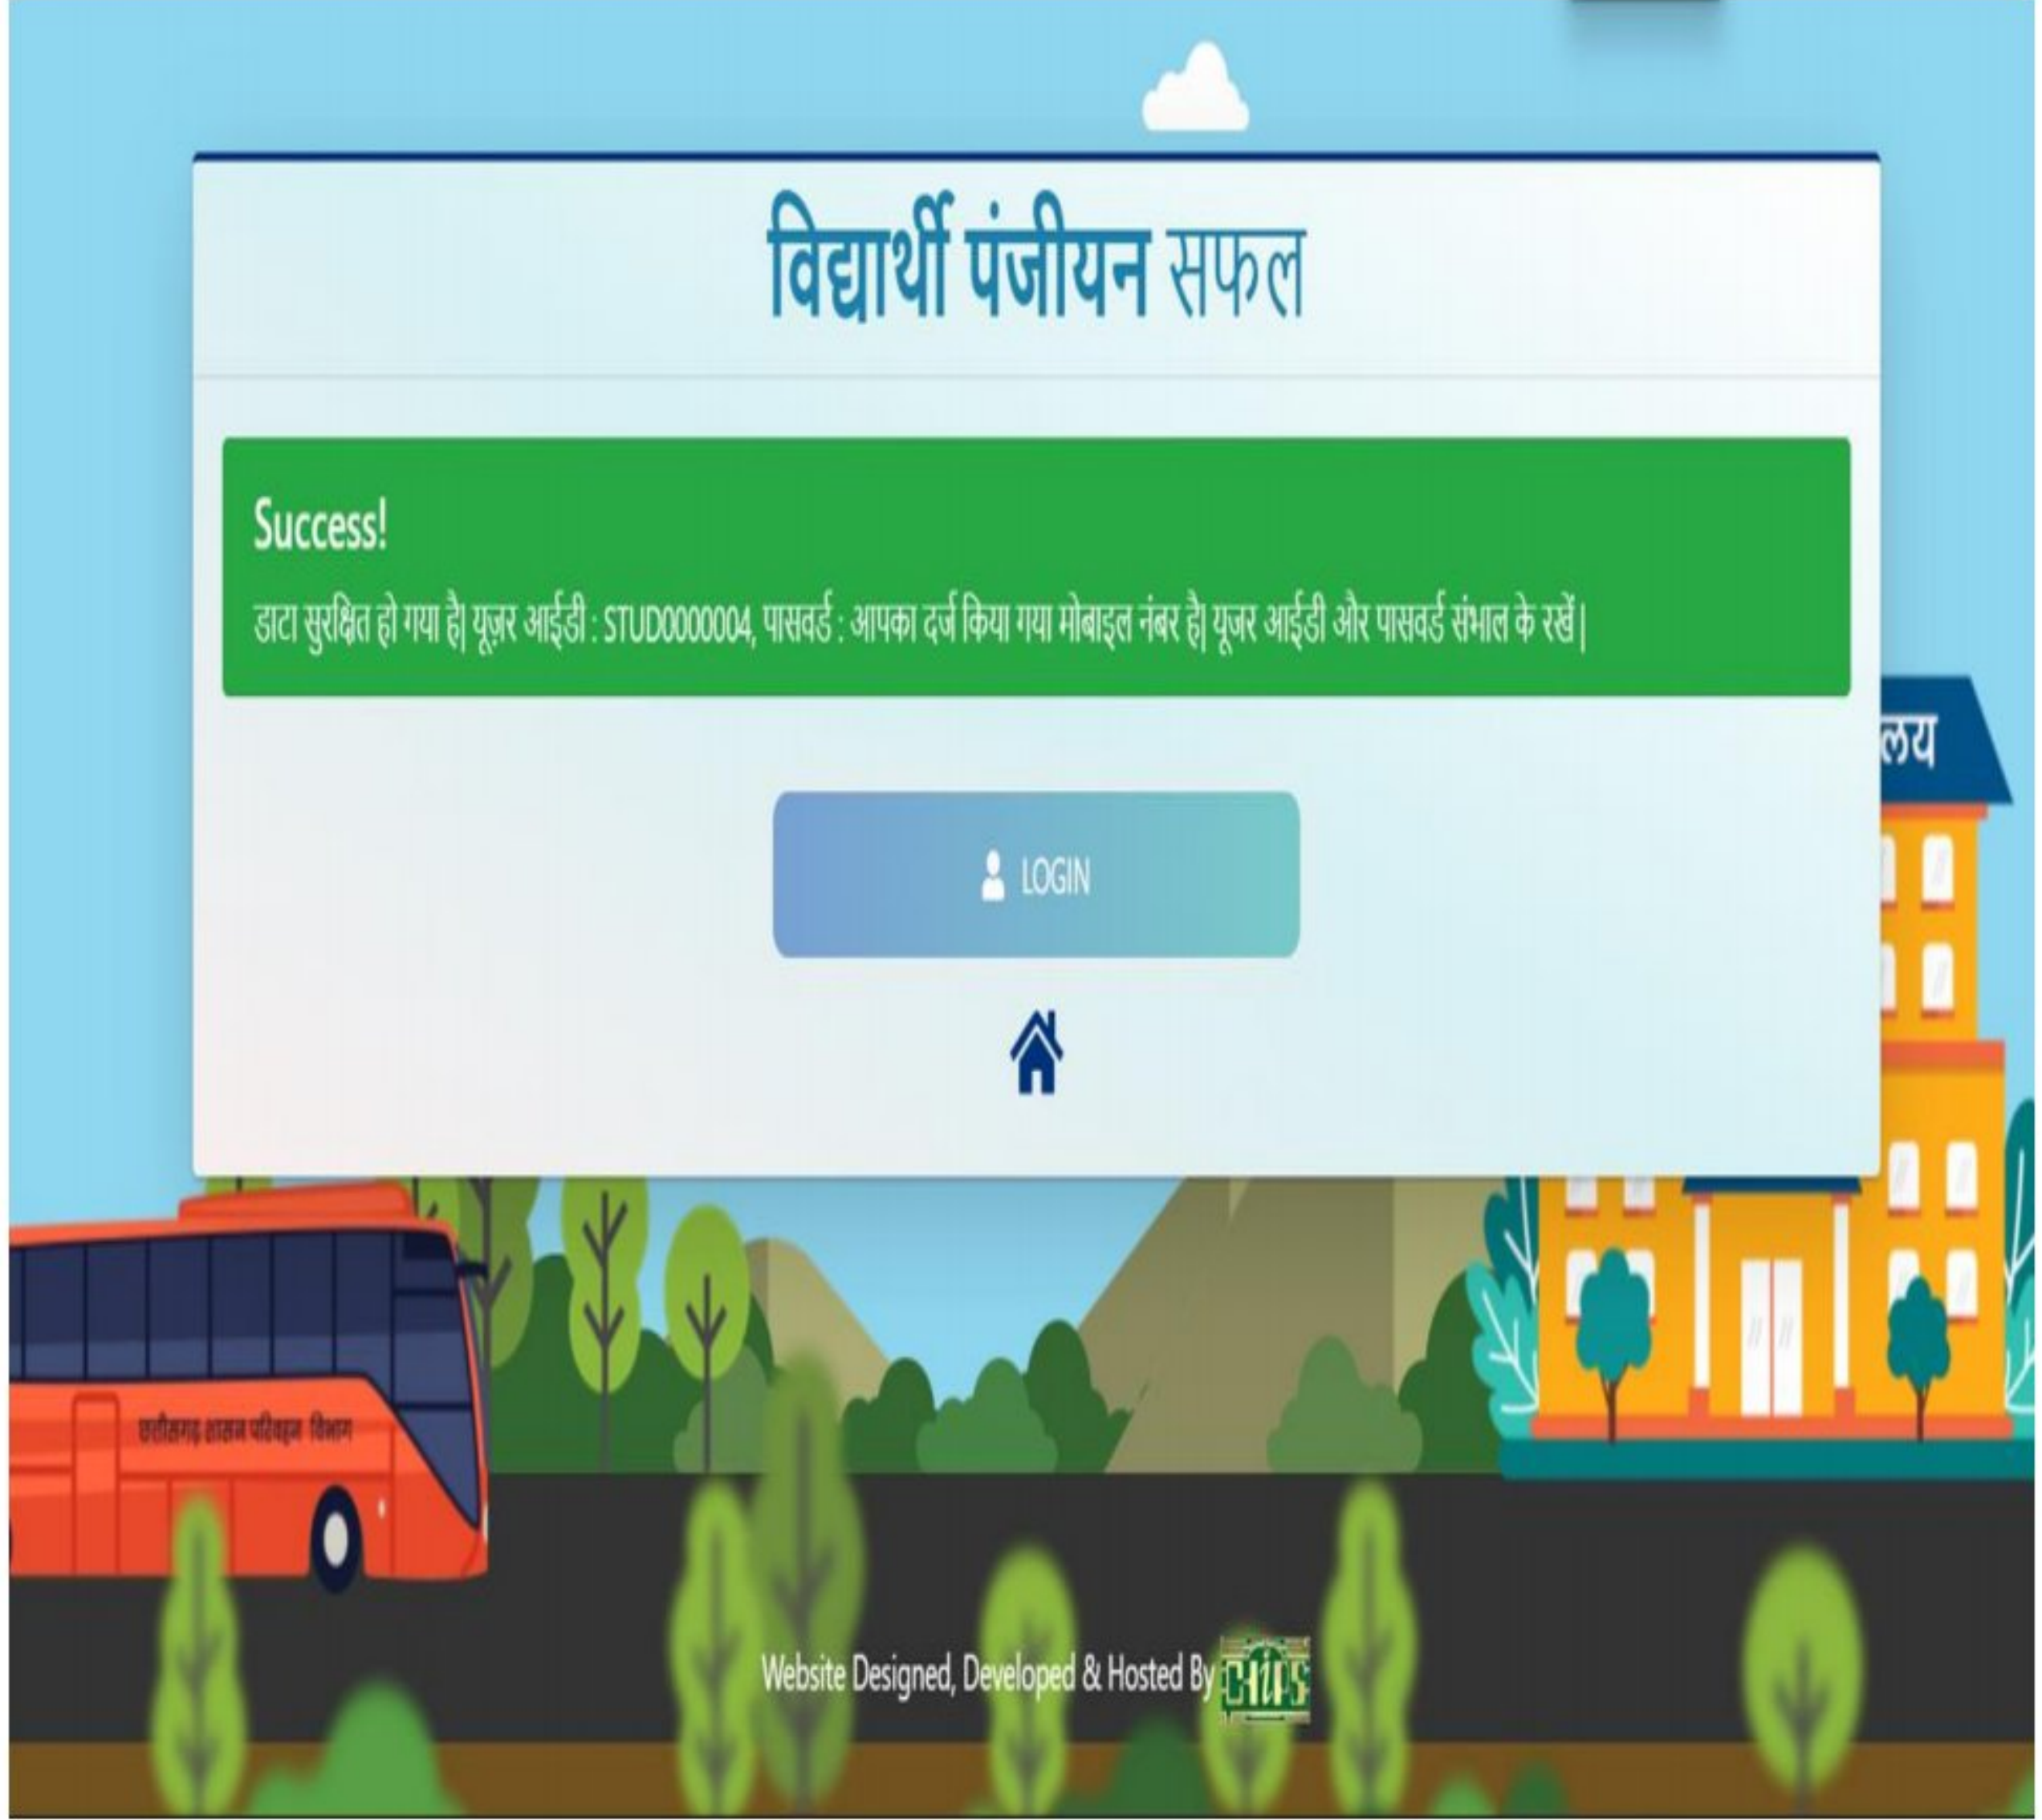 विद्यार्थी पंजीयन सफल
Success!
डाटा सुरक्षित हो गया है| यूज़र आईडी : STUD0000004, पासवर्ड : आपका दर्ज किया गया मोबाइल नंबर है| यूजर आईडी और पासवर्ड संभाल के रखें|
लय
LOGIN
छत्तीसगढ़ शासन परिवहन विभाग
Website Designed, Developed & Hosted By CHiPS